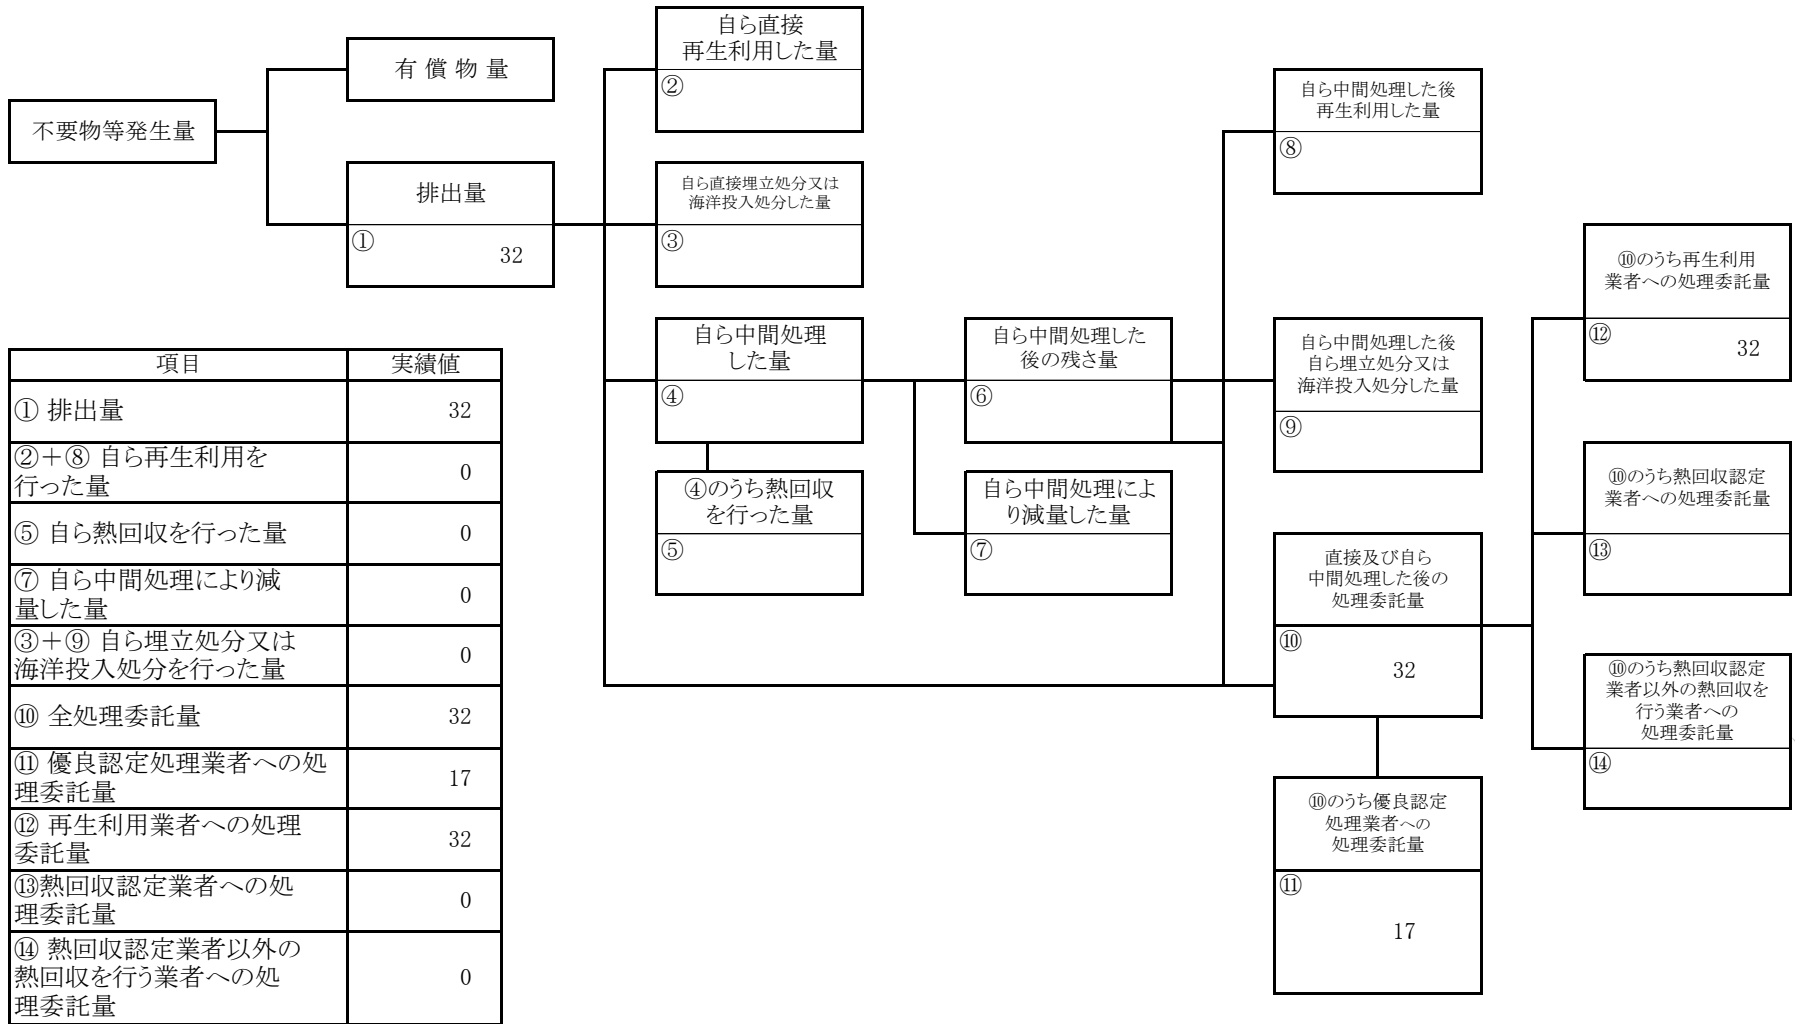 不要物等発生量
有 償 物 量
排出量
①
32
自ら直接
再生利用した量
②
自ら直接埋立処分又は
海洋投入処分した量
③
自ら中間処理
した量
④
④のうち熱回収
を行った量
⑤
自ら中間処理した
後の残さ量
⑥
自ら中間処理によ
り減量した量
⑦
自ら中間処理した後
再生利用した量
⑧
自ら中間処理した後
自ら埋立処分又は
海洋投入処分した量
⑨
直接及び自ら
中間処理した後の
処理委託量
⑩
32
⑩のうち優良認定
処理業者への
処理委託量
⑪
17
⑩のうち再生利用
業者への処理委託量
⑫
32
⑩のうち熱回収認定
業者への処理委託量
⑬
⑩のうち熱回収認定
業者以外の熱回収を
行う業者への
処理委託量
⑭
項目 実績値
① 排出量 32
②＋⑧ 自ら再生利用を
行った量 0
⑤ 自ら熱回収を行った量 0
⑦ 自ら中間処理により減
量した量 0
③＋⑨ 自ら埋立処分又は
海洋投入処分を行った量 0
⑩ 全処理委託量 32
⑪ 優良認定処理業者への処
理委託量 17
⑫ 再生利用業者への処理
委託量 32
⑬熱回収認定業者への処
理委託量 0
⑭ 熱回収認定業者以外の
熱回収を行う業者への処
理委託量 0